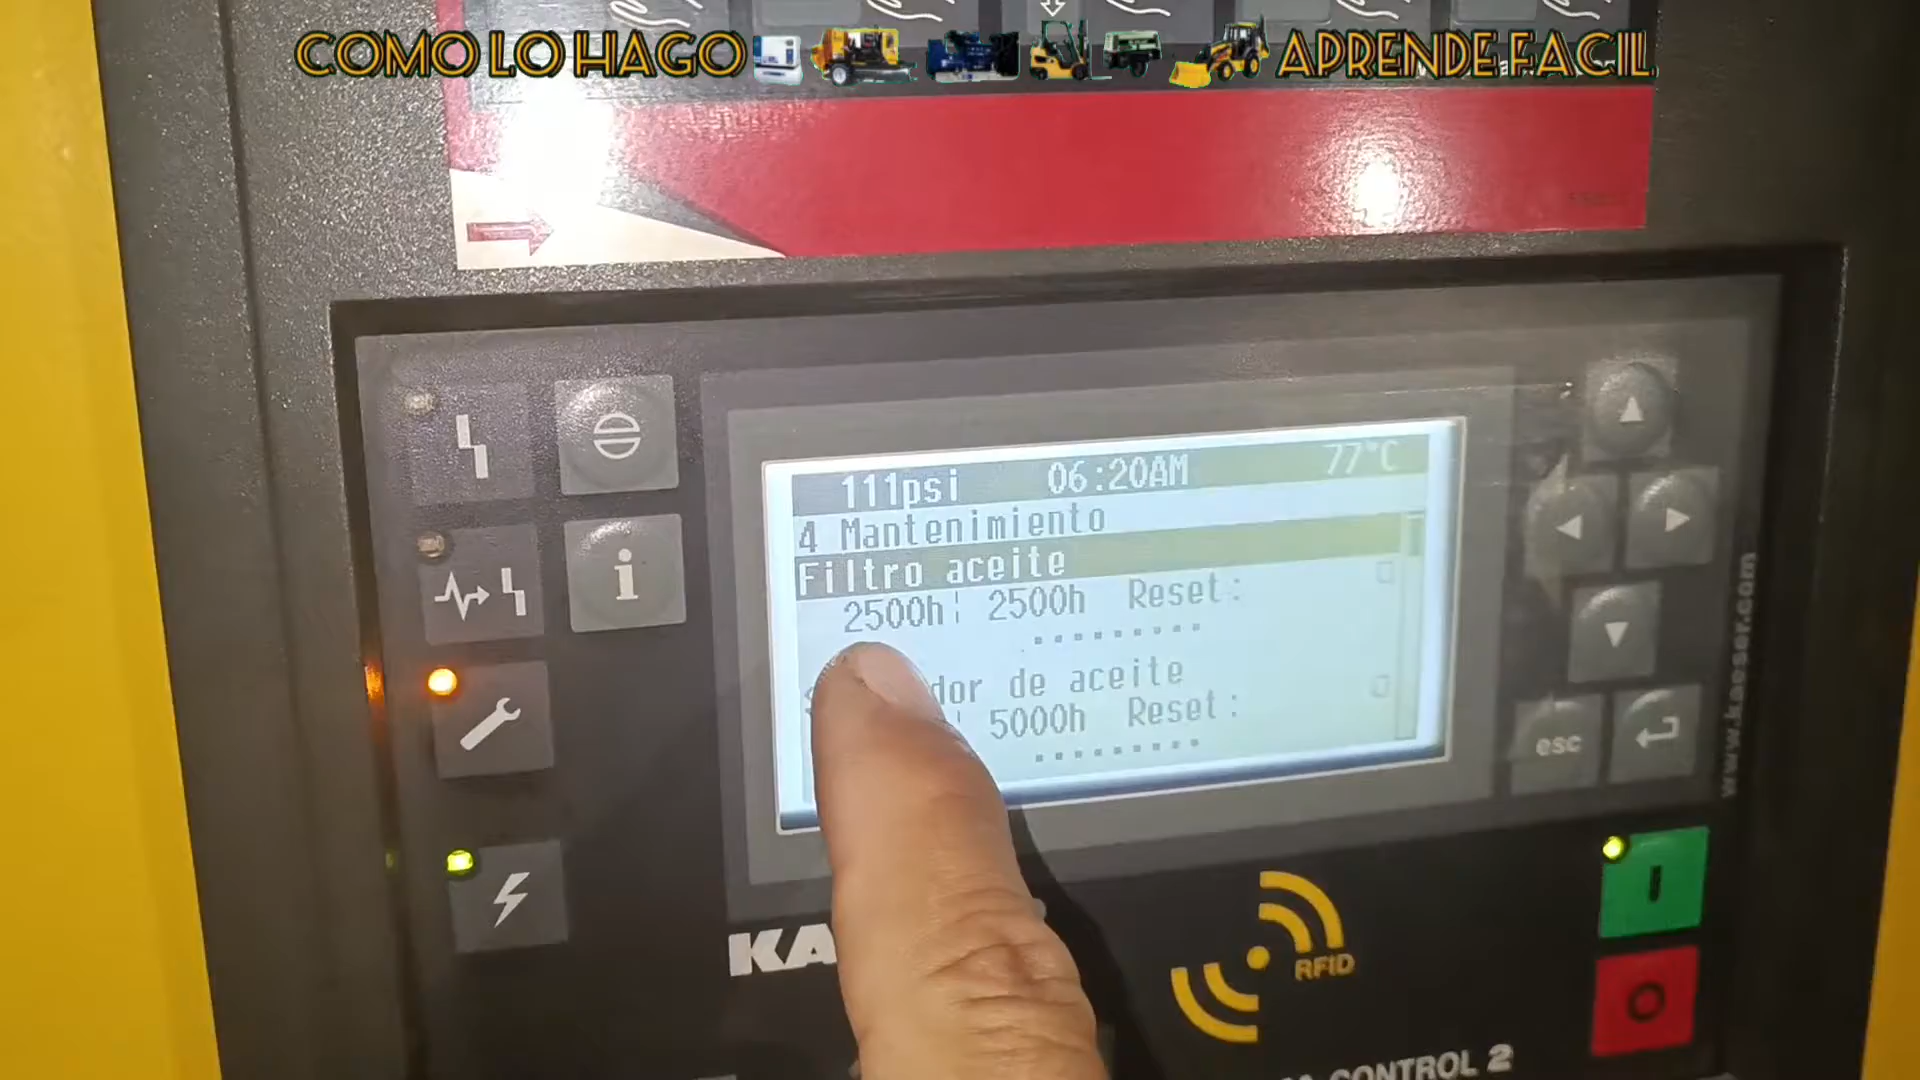 COMO LO HAGO APRENDE FACIL
111psi 06:20AM 77°C
4 Mantenimiento
Filtro aceite
2500h¦ 2500h Reset:
de aceite
¦ 5000h Reset:
esc
www.kaeser.com
RFID
CONTROL 2